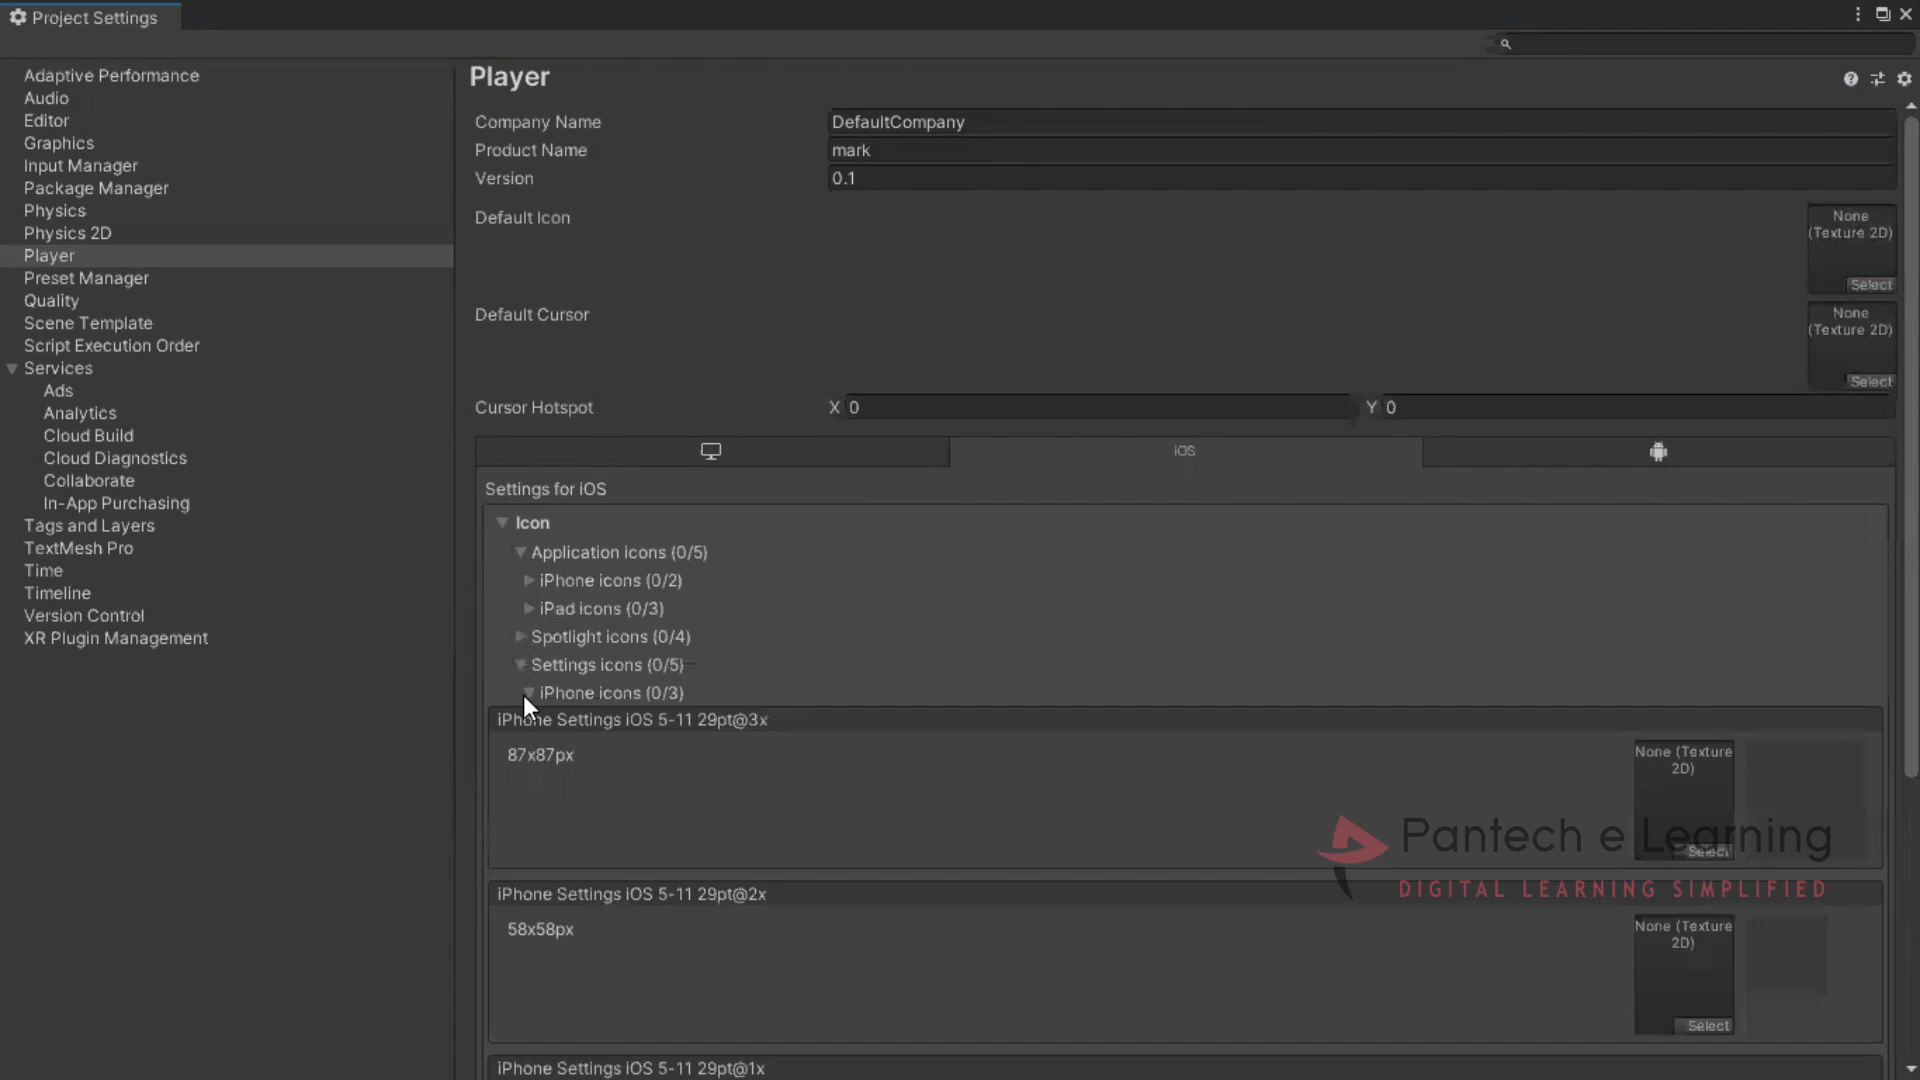 Project Settings
Adaptive Performance
Audio
Editor
Graphics
Input Manager
Package Manager
Physics
Physics 2D
Player
Preset Manager
Quality
Scene Template
Script Execution Order
Services
Ads
Analytics
Cloud Build
Cloud Diagnostics
Collaborate
In-App Purchasing
Tags and Layers
TextMesh Pro
Time
Timeline
Version Control
XR Plugin Management
Player
Company Name DefaultCompany
Product Name mark
Version 0.1
Default Icon
None
(Texture 2D)
Select
Default Cursor
None
(Texture 2D)
Select
Cursor Hotspot X 0 Y 0
iOS
Settings for iOS
Icon
Application icons (0/5)
iPhone icons (0/2)
iPad icons (0/3)
Spotlight icons (0/4)
Settings icons (0/5)
iPhone icons (0/3)
iPhone Settings iOS 5-11 29pt@3x
87x87px
None (Texture
2D)
Select
Pantech e Learning
DIGITAL LEARNING SIMPLIFIED
iPhone Settings iOS 5-11 29pt@2x
58x58px
None (Texture
2D)
Select
iPhone Settings iOS 5-11 29pt@1x